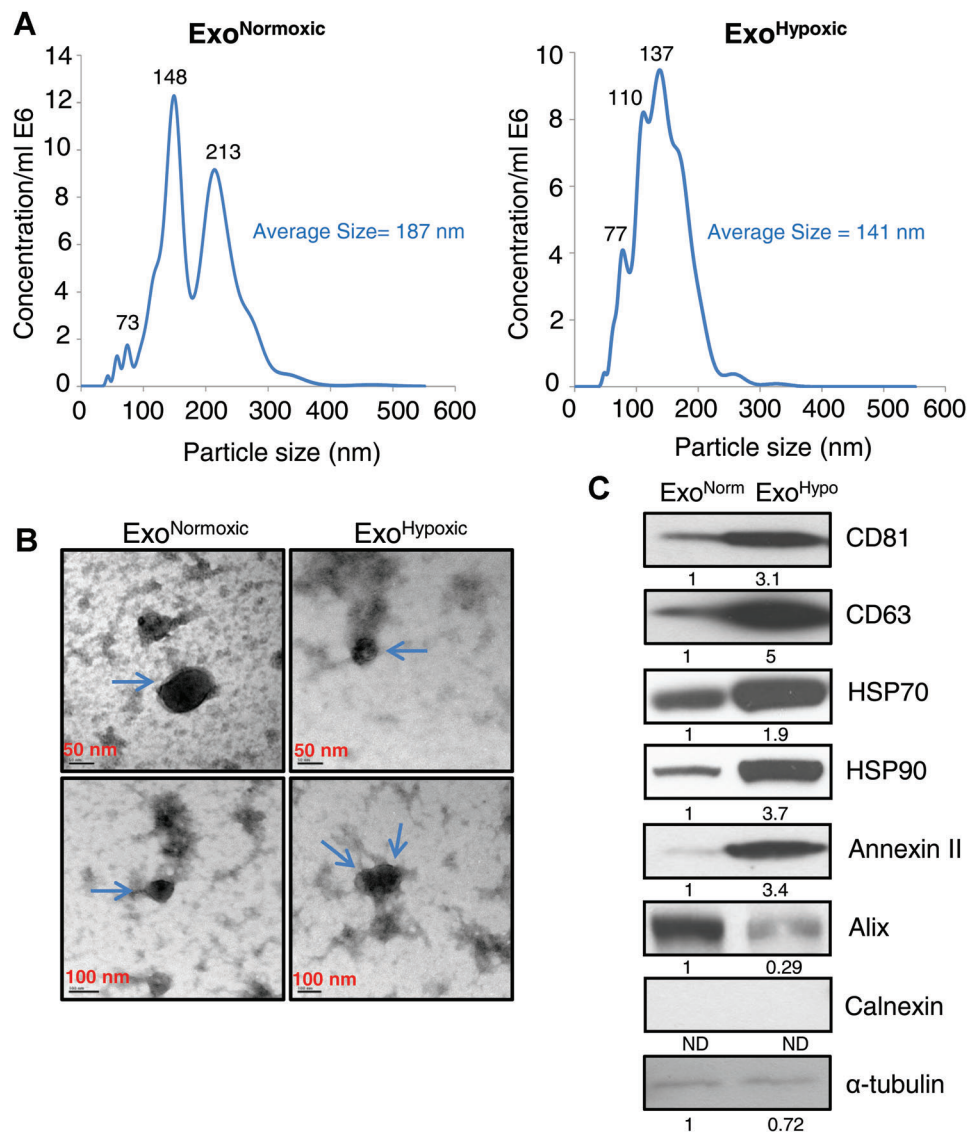 A
ExoNormoxic
14
12
10
8
6
4
2
0
Concentration/ml E6
148
213
73
Average Size= 187 nm
0 100 200 300 400 500 600
Particle size (nm)
ExoHypoxic
10
8
6
4
2
0
Concentration/ml E6
137
110
77
Average Size = 141 nm
0 100 200 300 400 500 600
Particle size (nm)
B
ExoNormoxic ExoHypoxic
50 nm
50 nm
100 nm
100 nm
C
ExoNorm ExoHypo
CD81
1 3.1
CD63
1 5
HSP70
1 1.9
HSP90
1 3.7
Annexin II
1 3.4
Alix
1 0.29
Calnexin
ND ND
α-tubulin
1 0.72